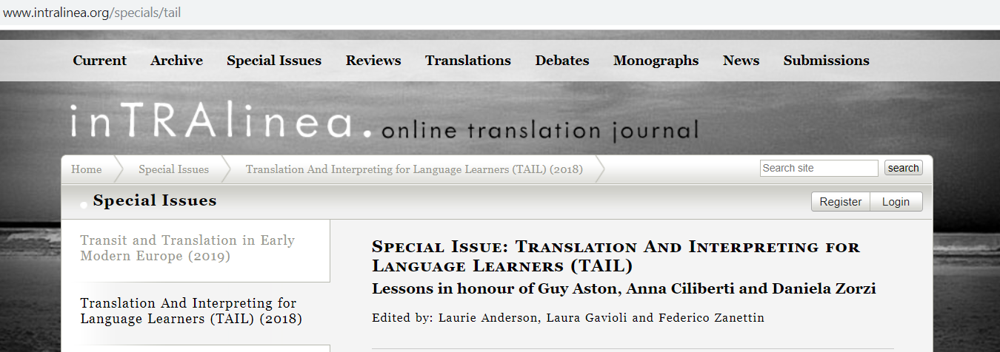 www.intralinea.org/specials/tail
Current Archive Special Issues Reviews Translations Debates Monographs News Submissions
inTRAlinea. online translation journal
Home Special Issues Translation And Interpreting for Language Learners (TAIL) (2018) Search site search
Special Issues Register Login
Transit and Translation in Early
Modern Europe (2019)
Translation And Interpreting for
Language Learners (TAIL) (2018)
Special Issue: Translation And Interpreting for
Language Learners (TAIL)
Lessons in honour of Guy Aston, Anna Ciliberti and Daniela Zorzi
Edited by: Laurie Anderson, Laura Gavioli and Federico Zanettin